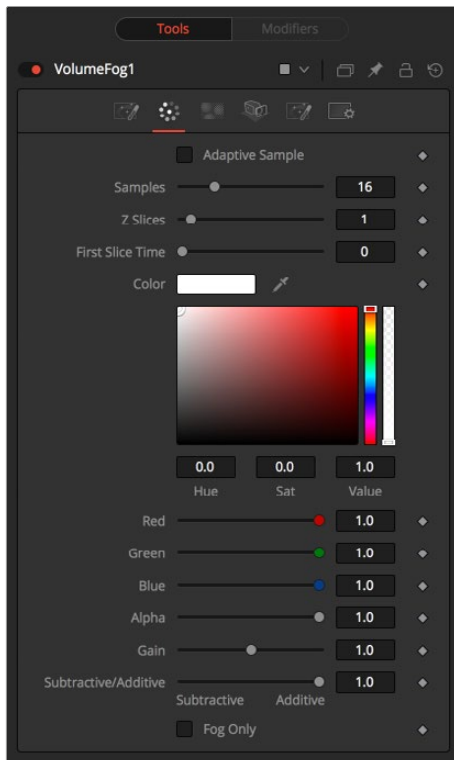 Tools Modifiers
VolumeFog1
Adaptive Sample
Samples 16
Z Slices 1
First Slice Time 0
Color
0.0 0.0 1.0
Hue Sat Value
Red 1.0
Green 1.0
Blue 1.0
Alpha 1.0
Gain 1.0
Subtractive/Additive 1.0
Subtractive Additive
Fog Only